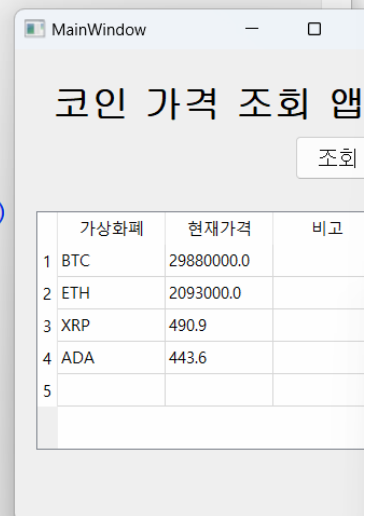 MainWindow
코인 가격 조회 앱
조회
가상화폐 현재가격 비고
1 BTC 29880000.0
2 ETH 2093000.0
3 XRP 490.9
4 ADA 443.6
5